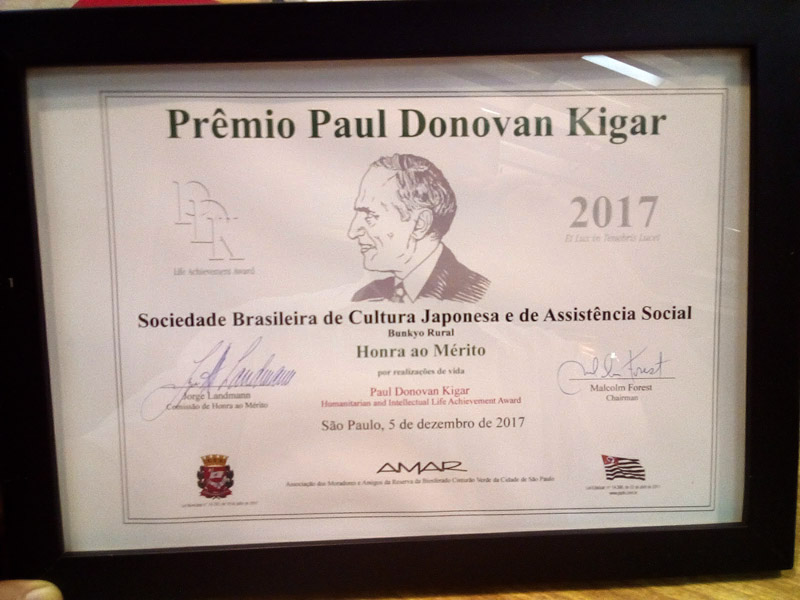 Prêmio Paul Donovan Kigar
PDK
Life Achievement Award
2017
Et Lux in Tenebris Lucet
Sociedade Brasileira de Cultura Japonesa e de Assistência Social
Bunkyo Rural
Honra ao Mérito
por realizações de vida
Jorge Landmann
Comissão de Honra ao Mérito
Paul Donovan Kigar
Humanitarian and Intellectual Life Achievement Award
Malcolm Forest
Chairman
São Paulo, 5 de dezembro de 2017
AMAR
Associação dos Moradores e Amigos da Reserva da Biosfera do Cinturão Verde da Cidade de São Paulo